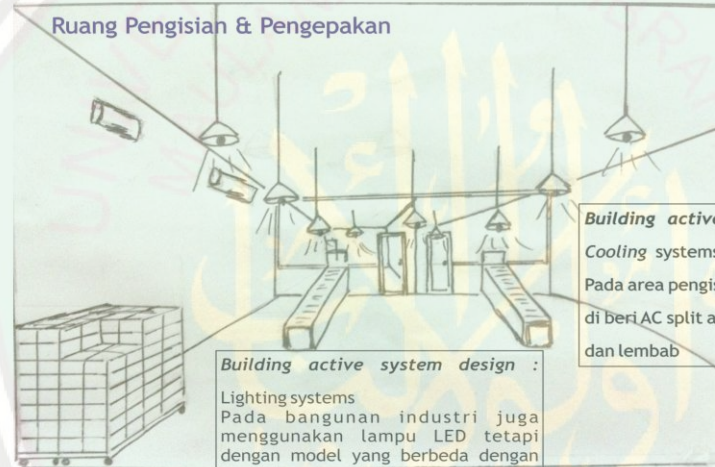 Ruang Pengisian & Pengepakan
Building active
Cooling systems
Pada area pengis
di beri AC split a
dan lembab
Building active system design :
Lighting systems
Pada bangunan industri juga
menggunakan lampu LED tetapi
dengan model yang berbeda dengan